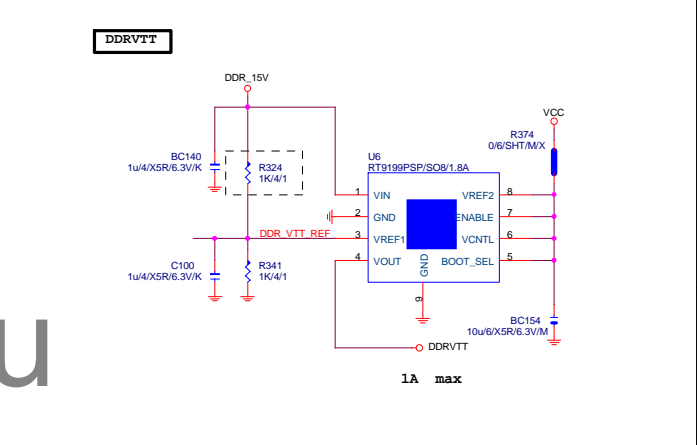 DDRVTT
DDR_15V
VCC
R374
0/6/SHT/M/X
BC140
1u/4/X5R/6.3V/K
R324
1K/4/1
U6
RT9199PSP/SO8/1.8A
1 VIN VREF2 8
2 GND ENABLE 7
DDR_VTT_REF 3 VREF1 VCNTL 6
4 VOUT GND BOOT_SEL 5
C100
1u/4/X5R/6.3V/K
R341
1K/4/1
9
BC154
10u/6/X5R/6.3V/M
DDRVTT
1A max
u